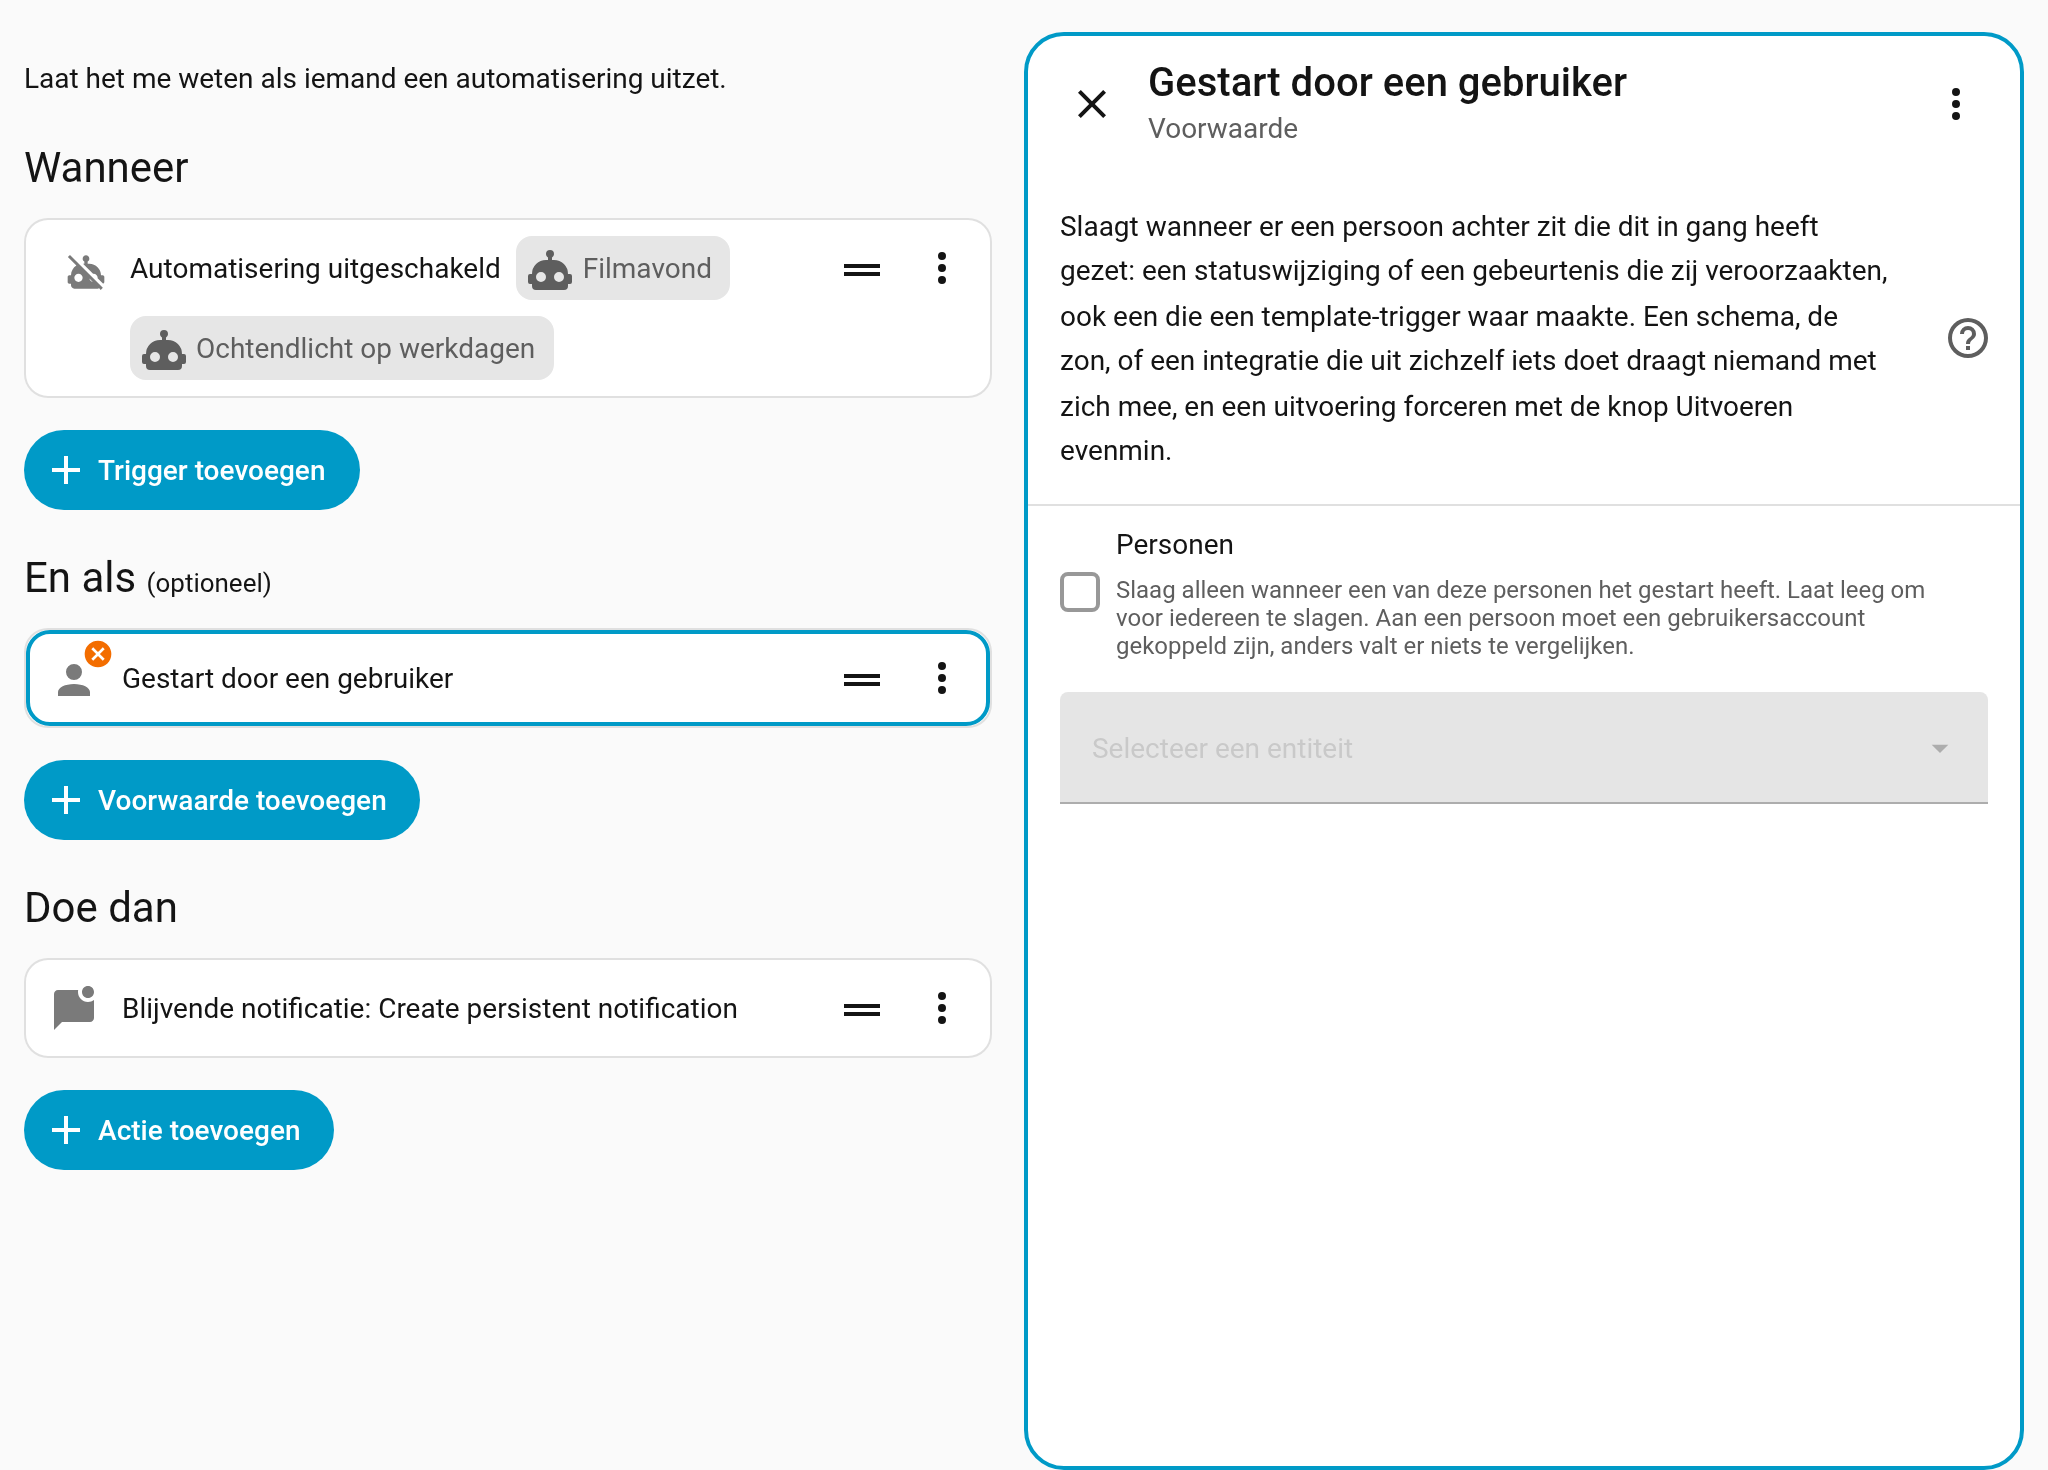 Laat het me weten als iemand een automatisering uitzet.
Wanneer
Automatisering uitgeschakeld
Filmavond
Ochtendlicht op werkdagen
Trigger toevoegen
En als (optioneel)
Gestart door een gebruiker
Voorwaarde toevoegen
Doe dan
Blijvende notificatie: Create persistent notification
Actie toevoegen
Gestart door een gebruiker
Voorwaarde
Slaagt wanneer er een persoon achter zit die dit in gang heeft
gezet: een statuswijziging of een gebeurtenis die zij veroorzaakten,
ook een die een template-trigger waar maakte. Een schema, de
zon, of een integratie die uit zichzelf iets doet draagt niemand met
zich mee, en een uitvoering forceren met de knop Uitvoeren
evenmin.
Personen
Slaag alleen wanneer een van deze personen het gestart heeft. Laat leeg om
voor iedereen te slagen. Aan een persoon moet een gebruikersaccount
gekoppeld zijn, anders valt er niets te vergelijken.
Selecteer een entiteit